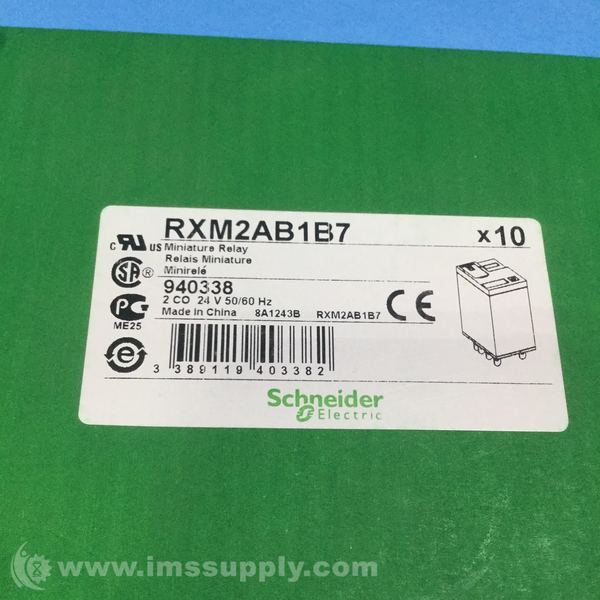 RXM2AB1B7 x10
c UL US Miniature Relay
Relais Miniature
SA ® Minirelé
940338
2 CO 24 V 50/60 Hz
Made in China 8A1243B RXM2AB1B7 CE
ME25
e
3 389119 403382
Schneider
Electric
www.imssupply.com